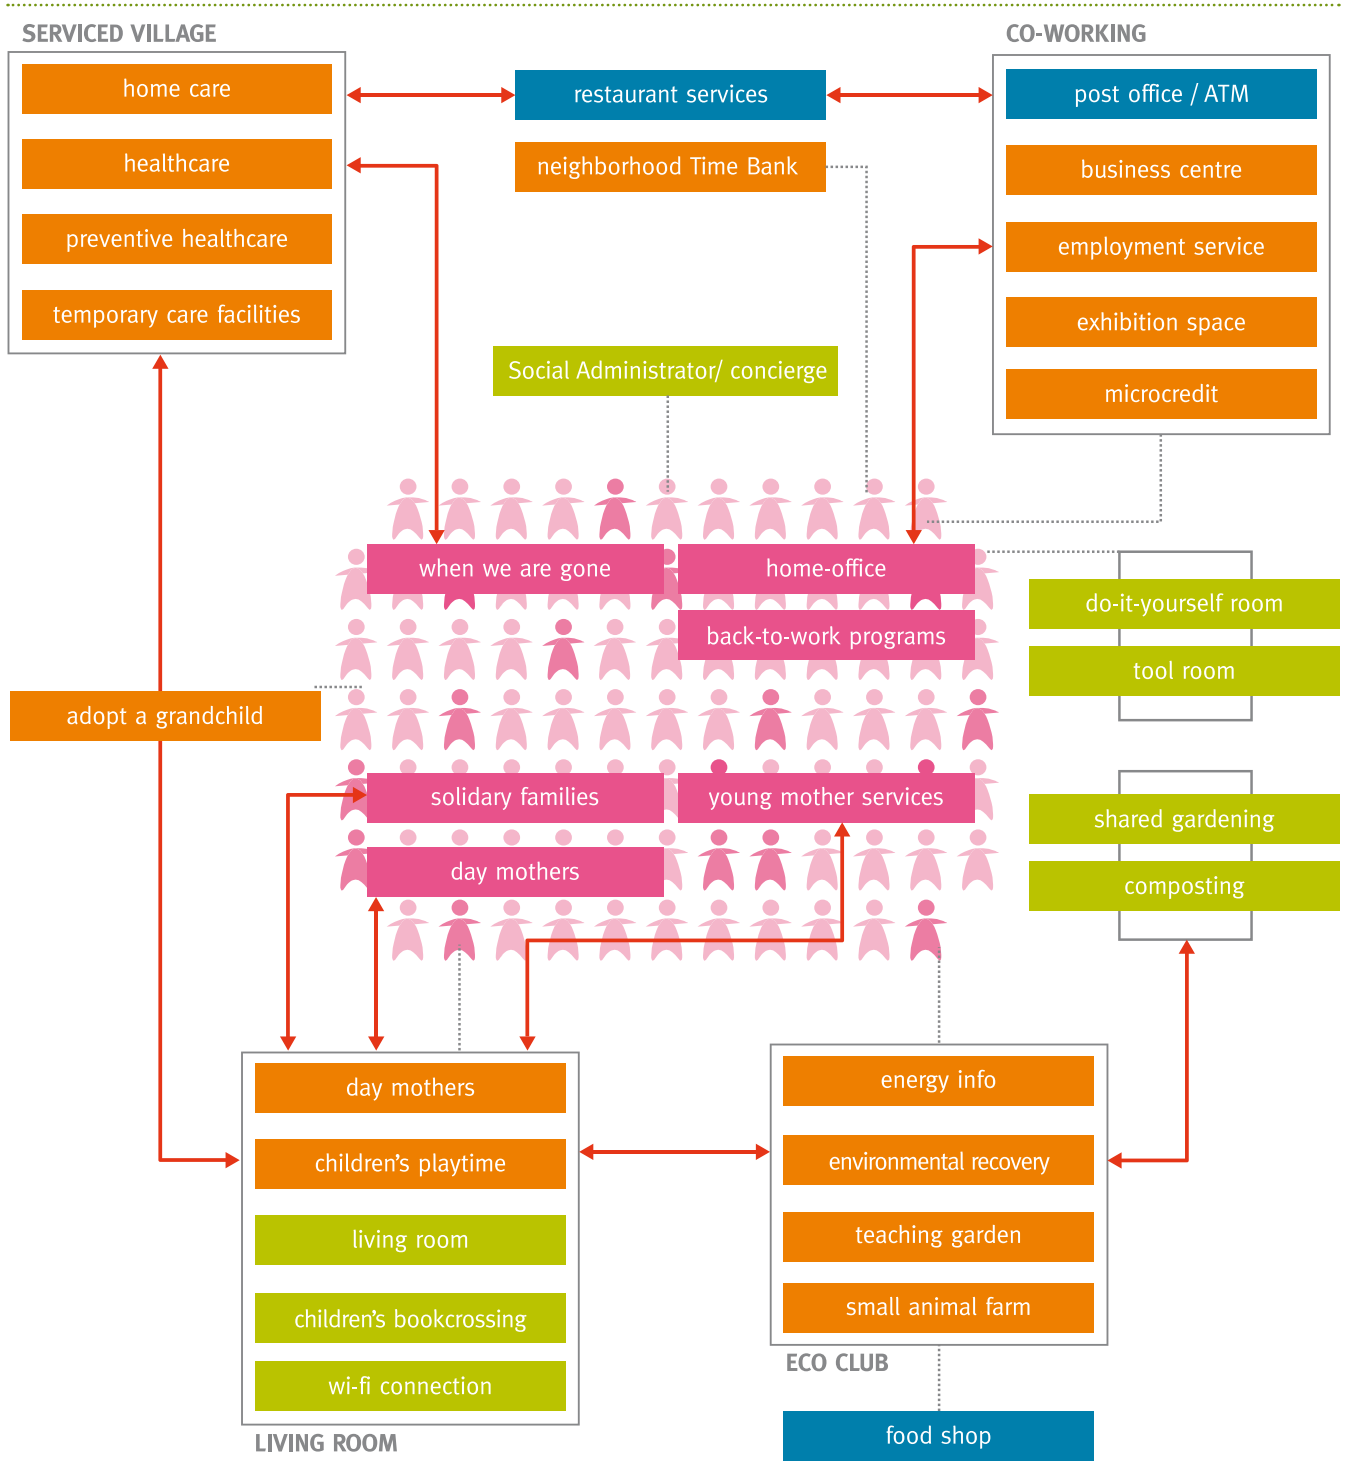 SERVICED VILLAGE
home care
healthcare
preventive healthcare
temporary care facilities
restaurant services
neighborhood Time Bank
Social Administrator/ concierge
CO-WORKING
post office / ATM
business centre
employment service
exhibition space
microcredit
when we are gone
home-office
back-to-work programs
do-it-yourself room
tool room
adopt a grandchild
solidary families
young mother services
day mothers
shared gardening
composting
day mothers
children's playtime
living room
children's bookcrossing
wi-fi connection
LIVING ROOM
energy info
environmental recovery
teaching garden
small animal farm
ECO CLUB
food shop